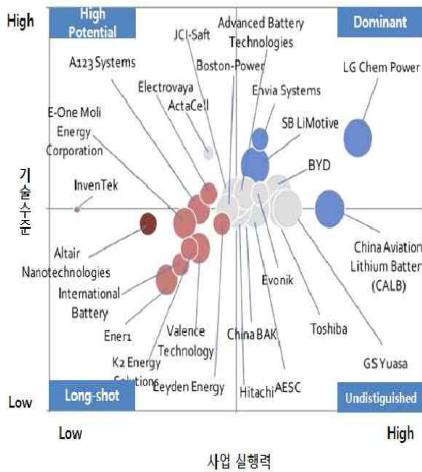 High
High
Potential
Dominant
JCI-Saft
Advanced Battery
Technologies
A123 Systems
Boston-Power
LG Chem Power
Electrovaya
Envia Systems
ActaCell
E-One Moli
Energy
Corporation
SB LiMotive
BYD
InvenTek
기술수준
Altair
Nanotechnologies
China Aviation
Lithium Batter
(CALB)
Evonik
International
Battery
Toshiba
Ener1
Valence
Technology
China BAK
K2 Energy
Solutions
GS Yuasa
Leyden Energy
Hitachi
AESC
Low
Long-shot
Undistiguished
Low
High
사업 실행력